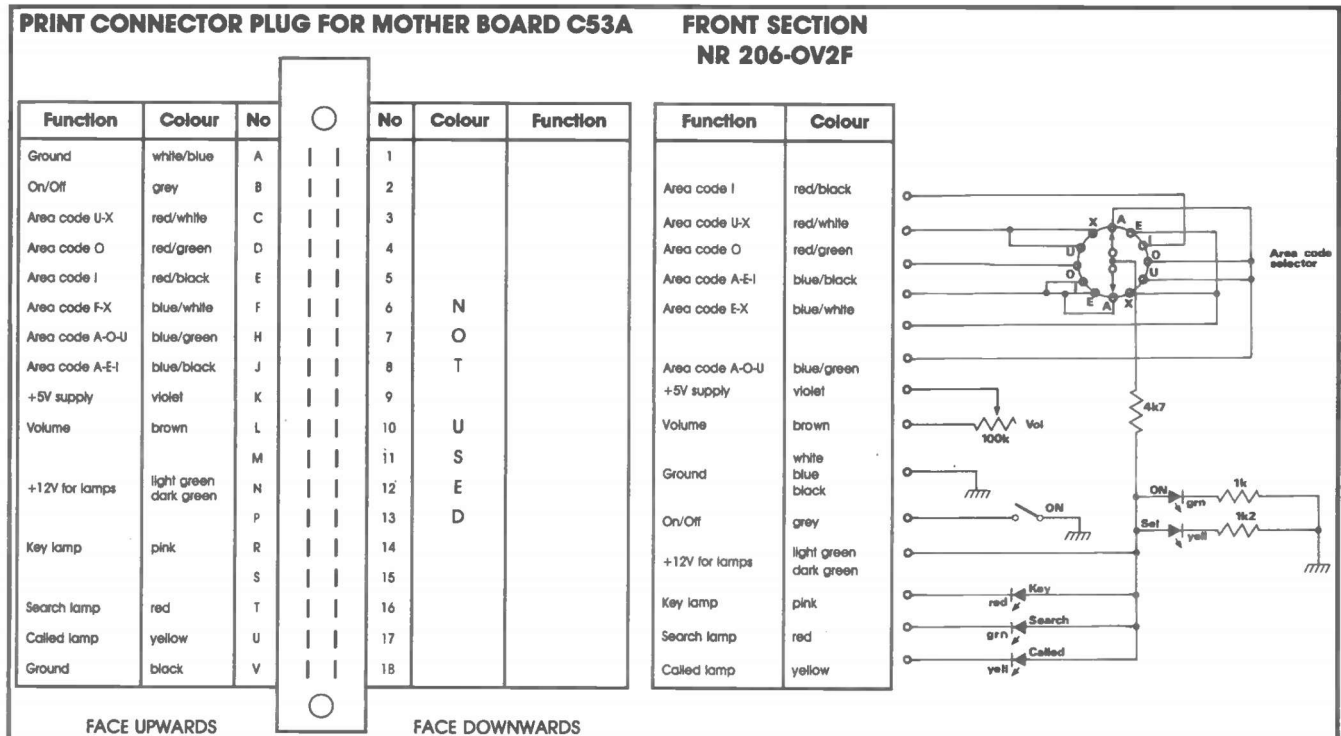 PRINT CONNECTOR PLUG FOR MOTHER BOARD C53A
FRONT SECTION
NR 206-OV2F
Function Colour No No Colour Function
Ground white/blue A 1
On/Off grey B 2
Area code U-X red/white C 3
Area code O red/green D 4
Area code I red/black E 5
Area code F-X blue/white F 6 N
Area code A-O-U blue/green H 7 O
Area code A-E-I blue/black J 8 T
+5V supply violet K 9
Volume brown L 10 U
M 11 S
+12V for lamps light green dark green N 12 E
P 13 D
Key lamp pink R 14
S 15
Search lamp red T 16
Called lamp yellow U 17
Ground black V 18
FACE UPWARDS FACE DOWNWARDS
Function Colour
Area code I red/black
Area code U-X red/white
Area code O red/green
Area code A-E-I blue/black
Area code E-X blue/white
Area code A-O-U blue/green
+5V supply violet
Volume brown
Ground white
blue
black
On/Off grey
+12V for lamps light green
dark green
Key lamp pink
Search lamp red
Called lamp yellow
X A E
U I
O
O U
I
E A X
Area code
selector
4k7
Vol
100k
ON
grn
1k
ON
Sel
yell
1k2
Key
red
Search
grn
Called
yell